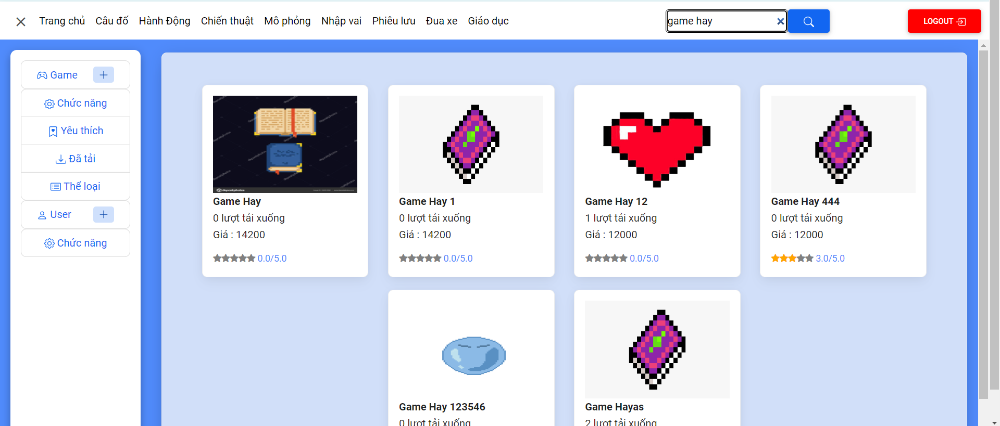 Trang chủ Câu đố Hành Động Chiến thuật Mô phỏng Nhập vai Phiêu lưu Đua xe Giáo dục game hay LOGOUT
Game
Chức năng
Yêu thích
Đã tải
Thể loại
User
Chức năng
Game Hay
0 lượt tải xuống
Giá : 14200
0.0/5.0
Game Hay 1
0 lượt tải xuống
Giá : 14200
0.0/5.0
Game Hay 12
1 lượt tải xuống
Giá : 12000
0.0/5.0
Game Hay 444
0 lượt tải xuống
Giá : 12000
3.0/5.0
Game Hay 123546
0 lượt tải xuống
Game Hayas
2 lượt tải xuống